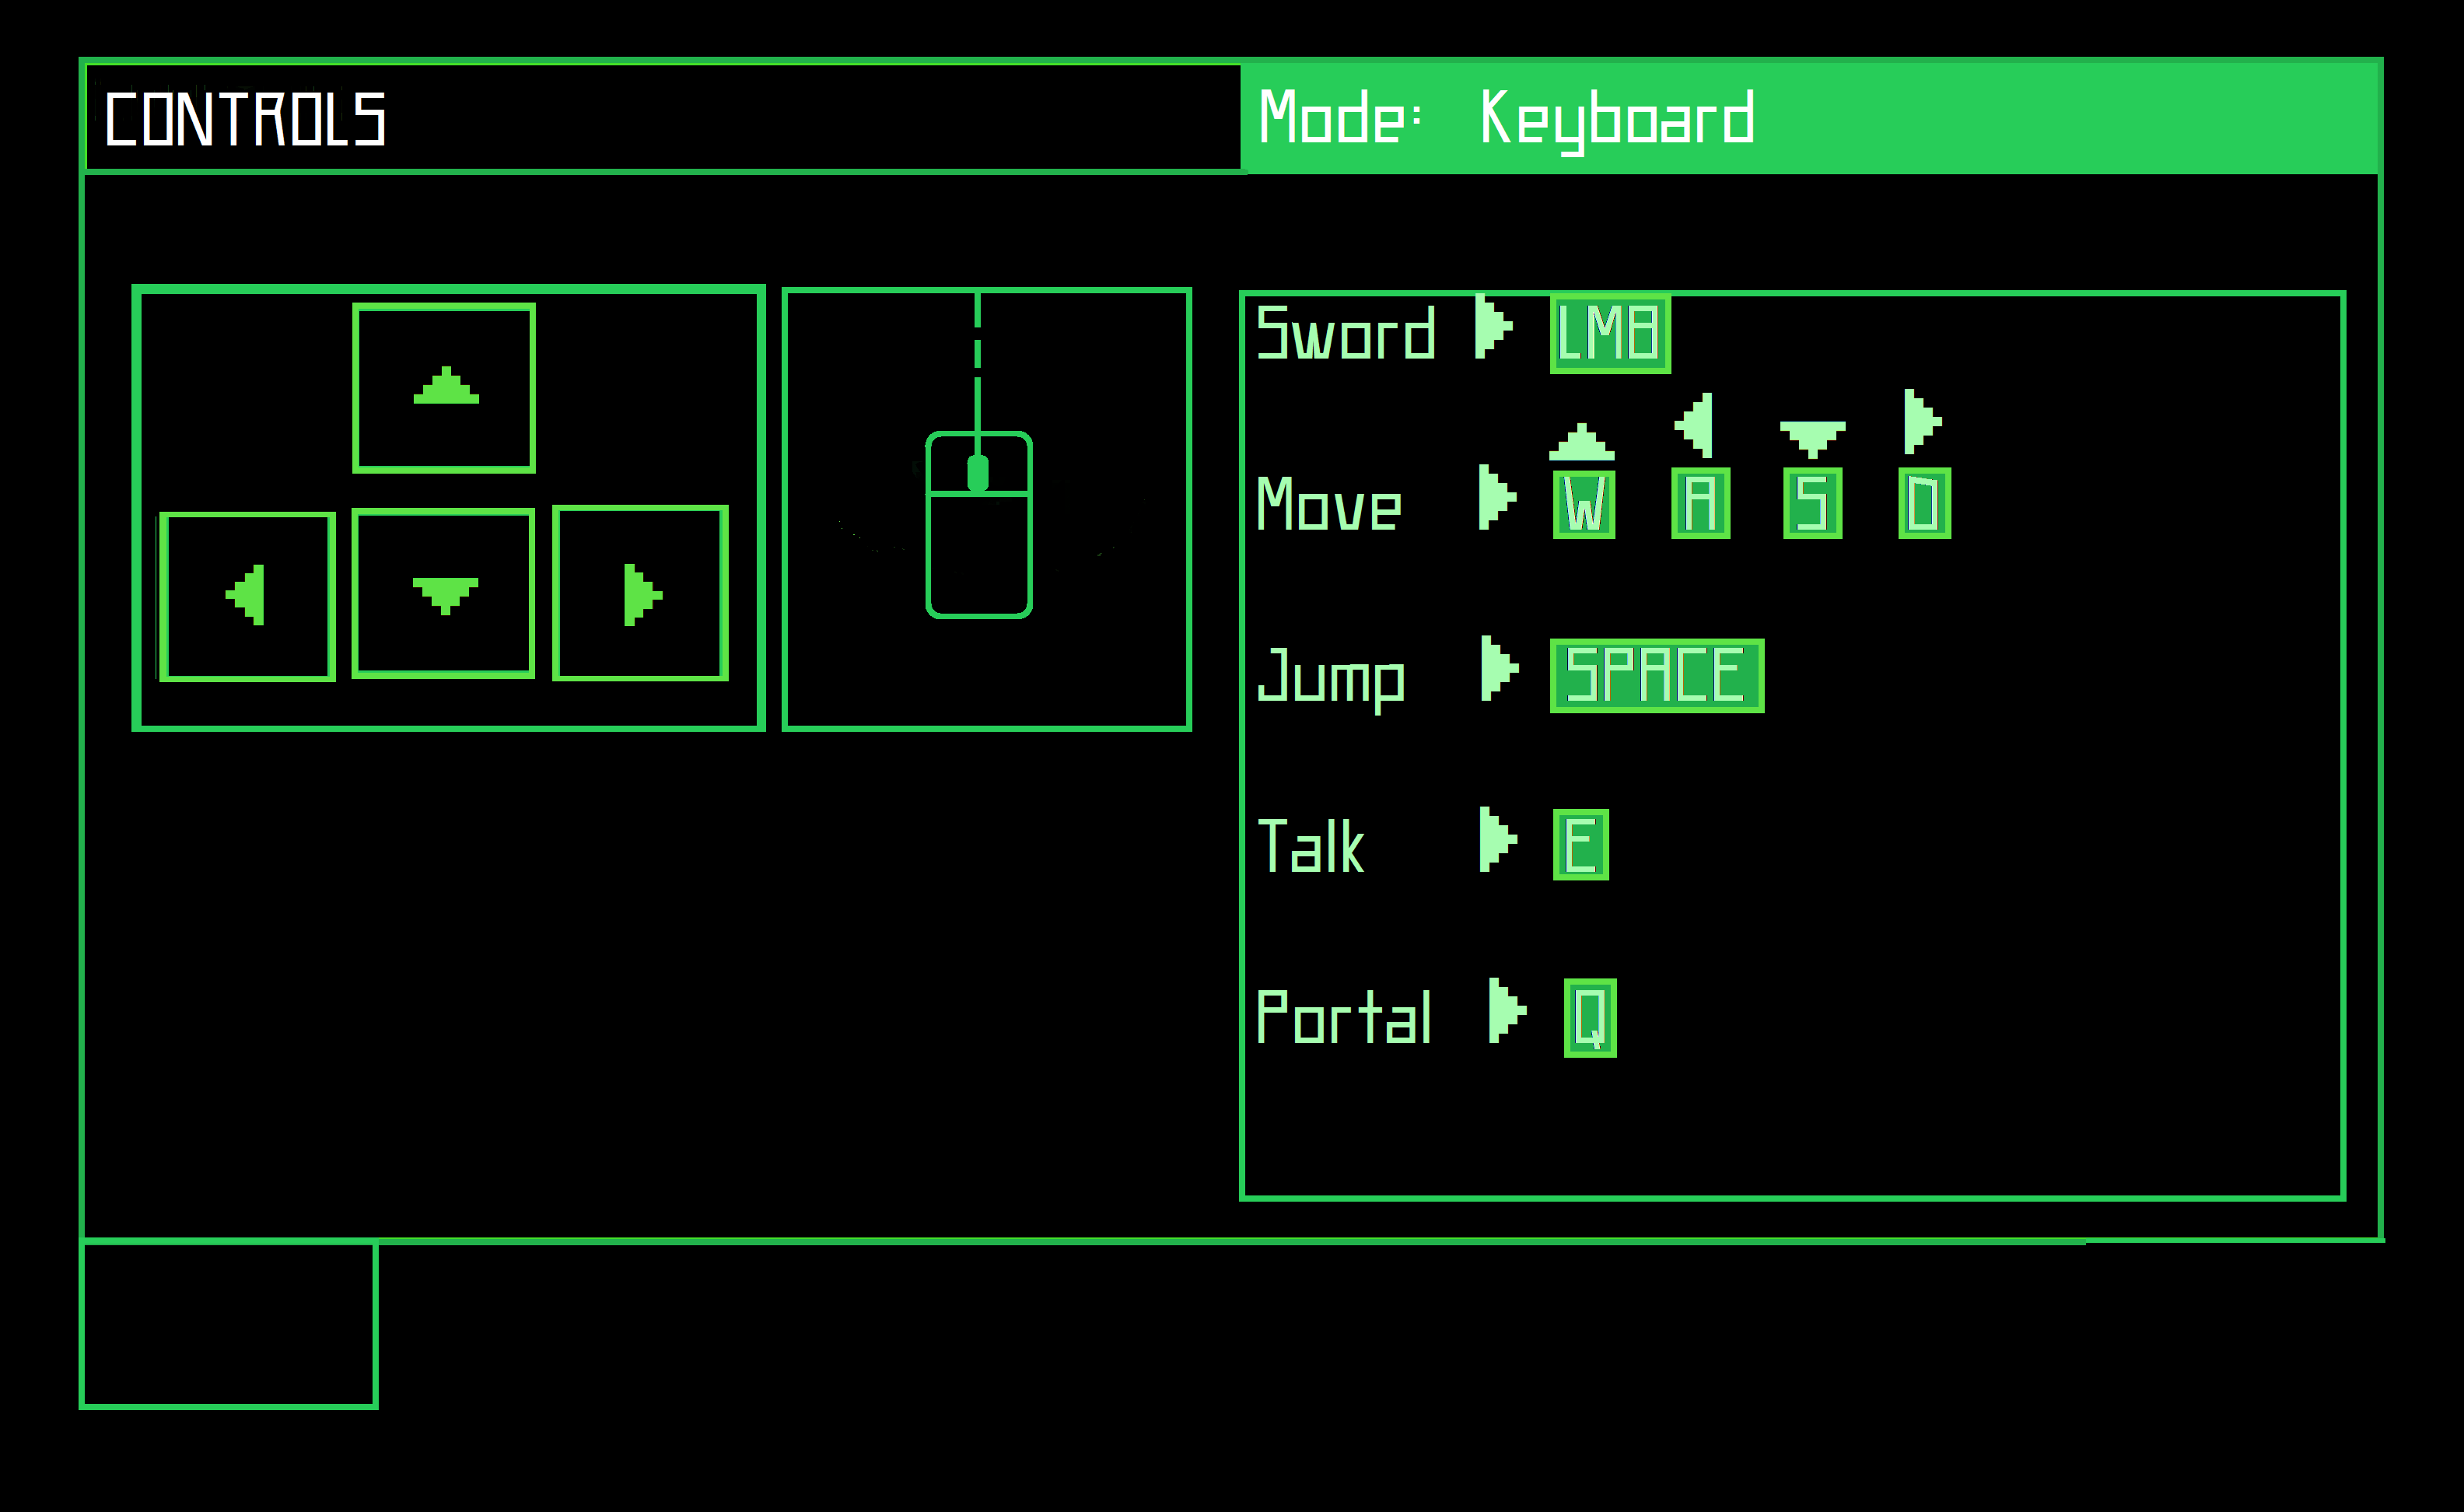 CONTROLS
Mode: Keyboard
Sword LMB
Move W A S D
Jump SPACE
Talk E
Portal Q